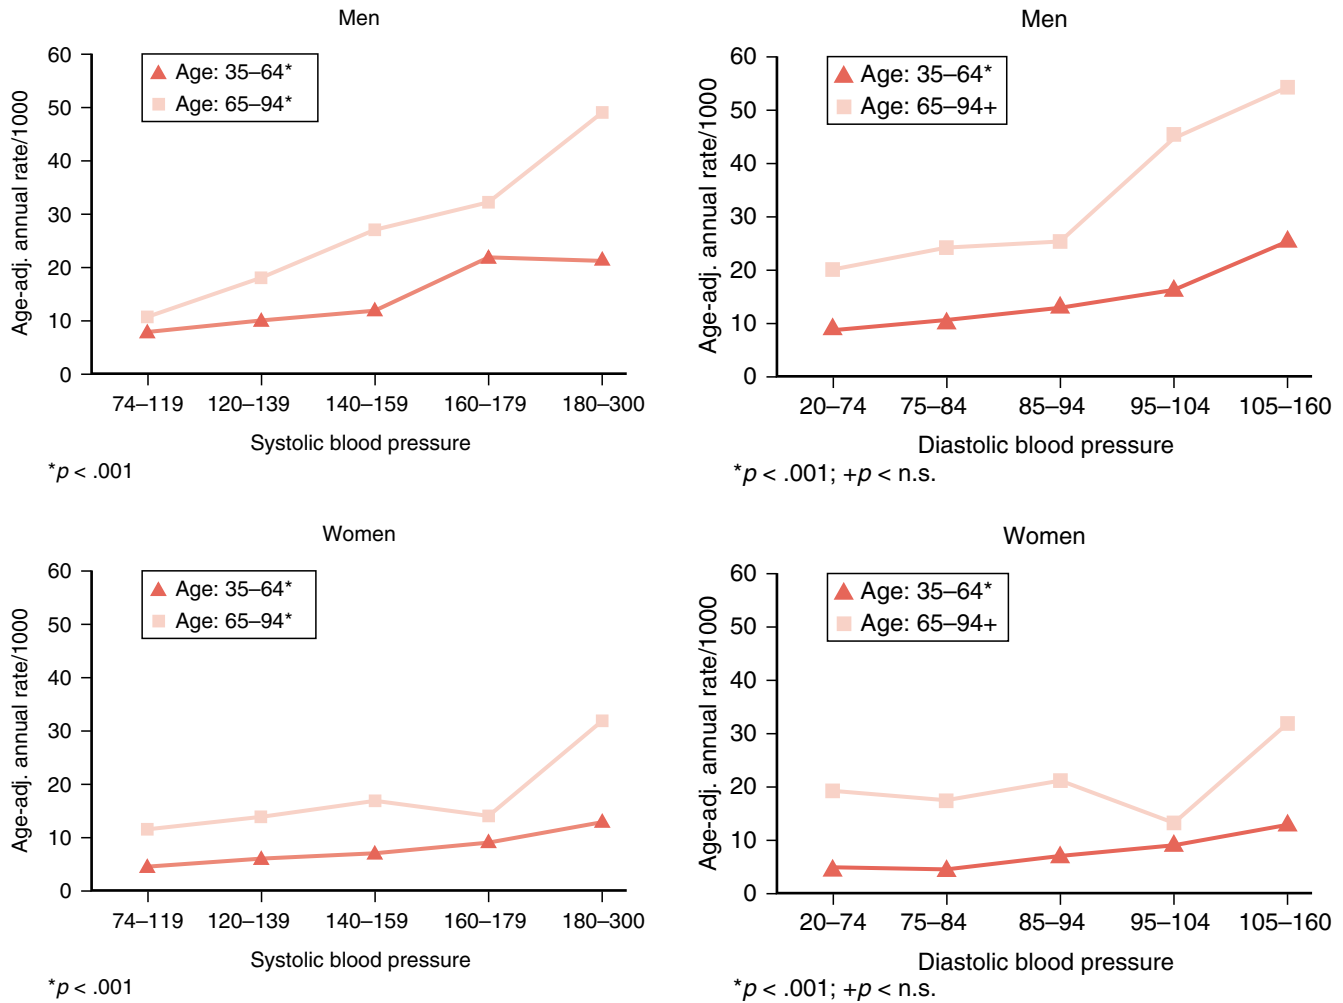 Men
Age-adj. annual rate/1000
60
50
40
30
20
10
0
Age: 35–64*
Age: 65–94*
74–119 120–139 140–159 160–179 180–300
Systolic blood pressure
*p < .001
Men
Age-adj. annual rate/1000
60
50
40
30
20
10
0
Age: 35–64*
Age: 65–94+
20–74 75–84 85–94 95–104 105–160
Diastolic blood pressure
*p < .001; +p < n.s.
Women
Age-adj. annual rate/1000
60
50
40
30
20
10
0
Age: 35–64*
Age: 65–94*
74–119 120–139 140–159 160–179 180–300
Systolic blood pressure
*p < .001
Women
Age-adj. annual rate/1000
60
50
40
30
20
10
0
Age: 35–64*
Age: 65–94+
20–74 75–84 85–94 95–104 105–160
Diastolic blood pressure
*p < .001; +p < n.s.